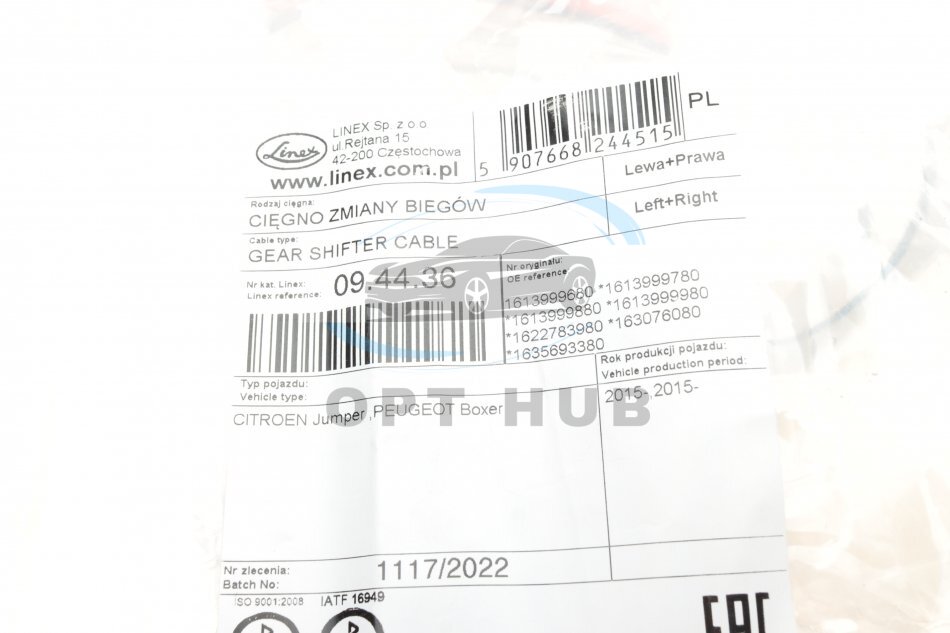 Linex
LINEX Sp. z o.o
ul.Rejtana 15
42-200 Częstochowa
www.linex.com.pl
5 907668 244515
PL
Rodzaj cięgna:
CIĘGNO ZMIANY BIEGÓW
Lewa+Prawa
Cable type:
GEAR SHIFTER CABLE
Left+Right
Nr kat. Linex:
Linex reference:
09.44.36
Nr oryginału:
OE reference:
1613999680 *1613999780
*1613999880 *1613999980
*1622783980 *163076080
*1635693380
Typ pojazdu:
Vehicle type:
CITROEN Jumper ,PEUGEOT Boxer
Rok produkcji pojazdu:
Vehicle production period:
2015-,2015-
OPT HUB
Nr zlecenia:
Batch No:
1117/2022
ISO 9001:2008
IATF 16949
EAC